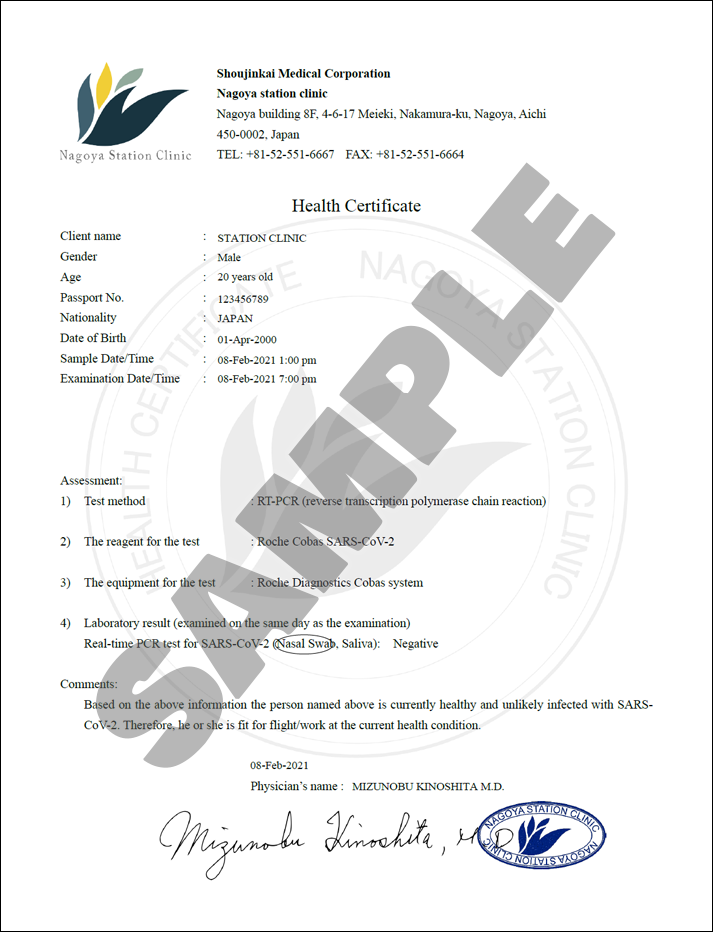 Nagoya Station Clinic
Shoujinkai Medical Corporation
Nagoya station clinic
Nagoya building 8F, 4-6-17 Meieki, Nakamura-ku, Nagoya, Aichi
450-0002, Japan
TEL: +81-52-551-6667 FAX: +81-52-551-6664
Health Certificate
Client name : STATION CLINIC
Gender : Male
Age : 20 years old
Passport No. : 123456789
Nationality : JAPAN
Date of Birth : 01-Apr-2000
Sample Date/Time : 08-Feb-2021 1:00 pm
Examination Date/Time : 08-Feb-2021 7:00 pm
HEALTH CERTIFICATE
NAGOYA STATION CLINIC
SAMPLE
Assessment:
1) Test method : RT-PCR (reverse transcription polymerase chain reaction)
2) The reagent for the test : Roche Cobas SARS-CoV-2
3) The equipment for the test : Roche Diagnostics Cobas system
4) Laboratory result (examined on the same day as the examination)
Real-time PCR test for SARS-CoV-2 (Nasal Swab, Saliva): Negative
Comments:
Based on the above information the person named above is currently healthy and unlikely infected with SARS-
CoV-2. Therefore, he or she is fit for flight/work at the current health condition.
08-Feb-2021
Physician's name : MIZUNOBU KINOSHITA M.D.
Mizunobu Kinoshita, M D
NAGOYA STATION CLINIC
NAGOYA STATION CLINIC